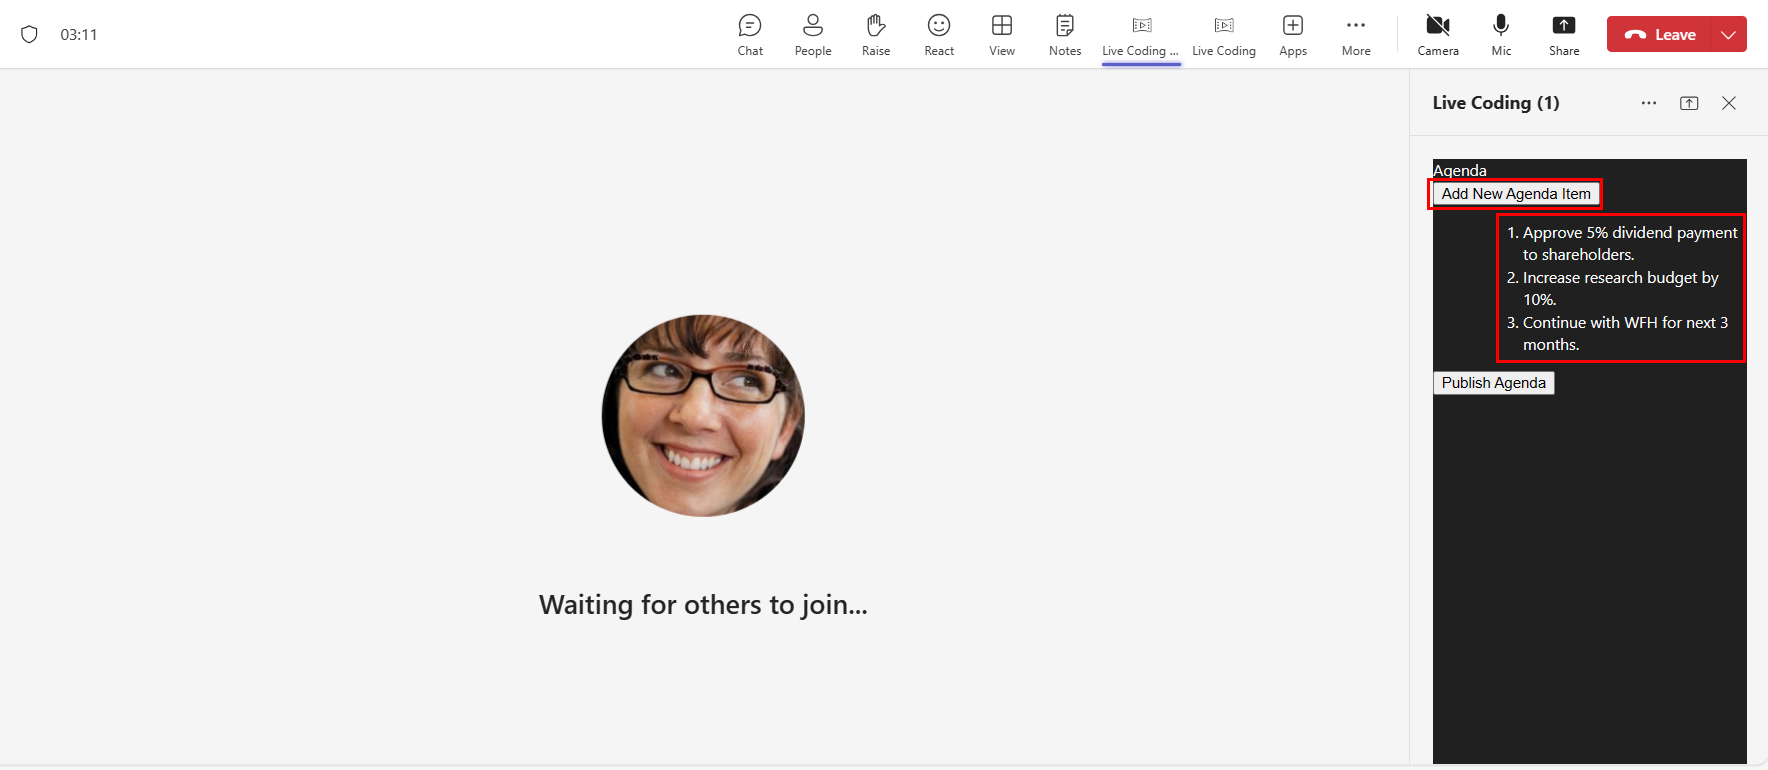 03:11
Chat
People
Raise
React
View
Notes
Live Coding ...
Live Coding
Apps
More
Camera
Mic
Share
Leave
Live Coding (1)
Agenda
Add New Agenda Item
1. Approve 5% dividend payment
to shareholders.
2. Increase research budget by
10%.
3. Continue with WFH for next 3
months.
Publish Agenda
Waiting for others to join...